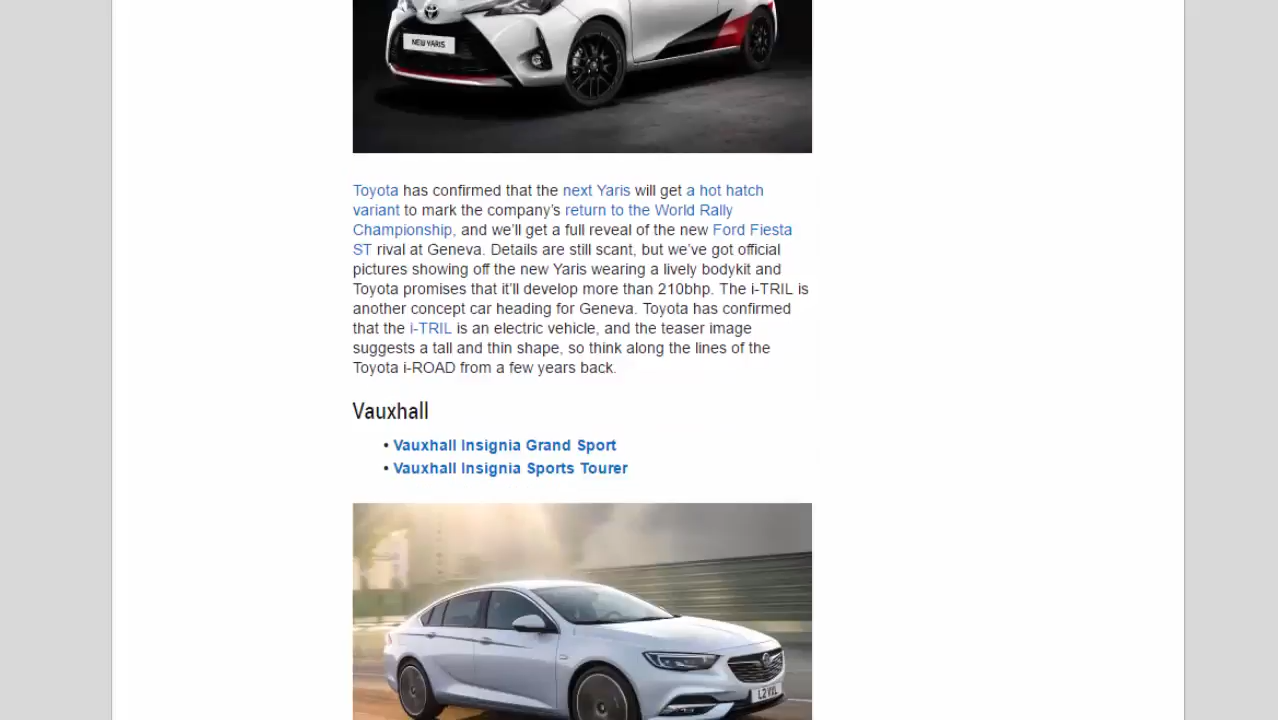 NEW YARIS
Toyota has confirmed that the next Yaris will get a hot hatch
variant to mark the company’s return to the World Rally
Championship, and we’ll get a full reveal of the new Ford Fiesta
ST rival at Geneva. Details are still scant, but we’ve got official
pictures showing off the new Yaris wearing a lively bodykit and
Toyota promises that it’ll develop more than 210bhp. The i-TRIL is
another concept car heading for Geneva. Toyota has confirmed
that the i-TRIL is an electric vehicle, and the teaser image
suggests a tall and thin shape, so think along the lines of the
Toyota i-ROAD from a few years back.
Vauxhall
• Vauxhall Insignia Grand Sport
• Vauxhall Insignia Sports Tourer
L2 VXL